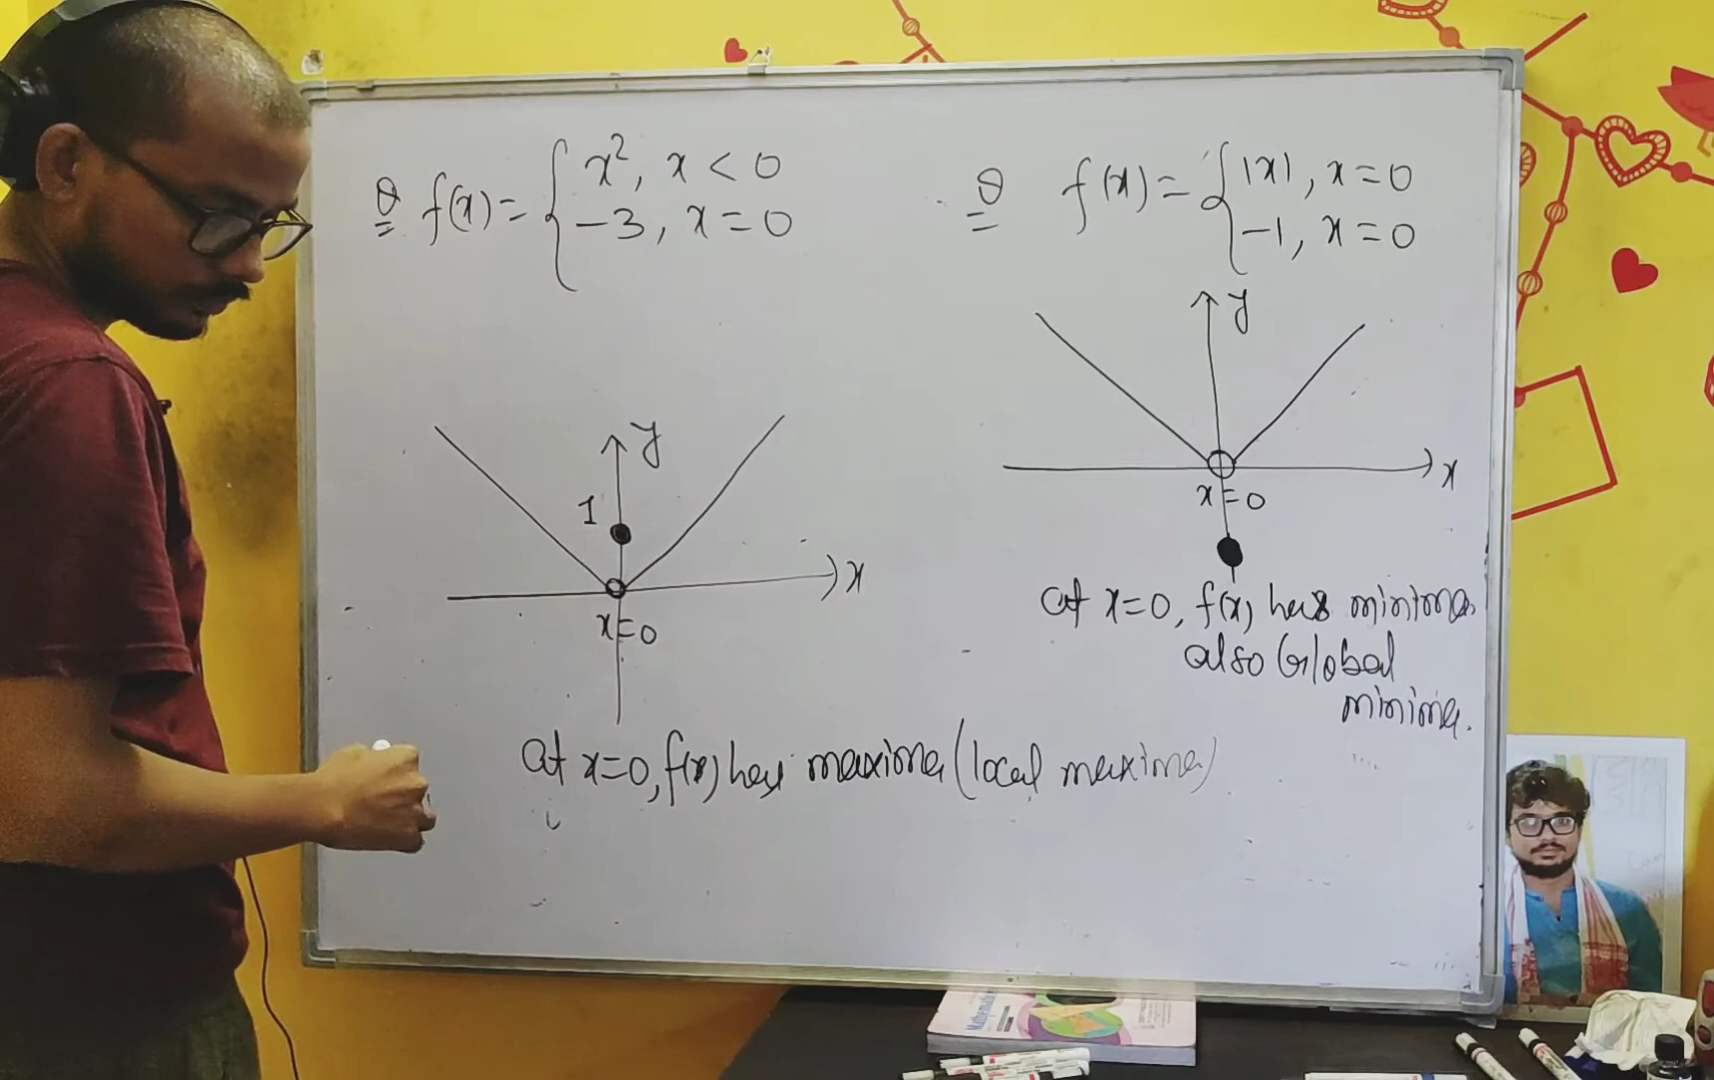 Q f(x) = { x², x < 0
-3, x = 0
y
1
x
x=0
at x=0, f(x) has maxima (local maxima)
Q f(x) = { |x|, x = 0
-1, x = 0
y
x
x=0
at x=0, f(x) has minima
also Global
minima.
Mathematics